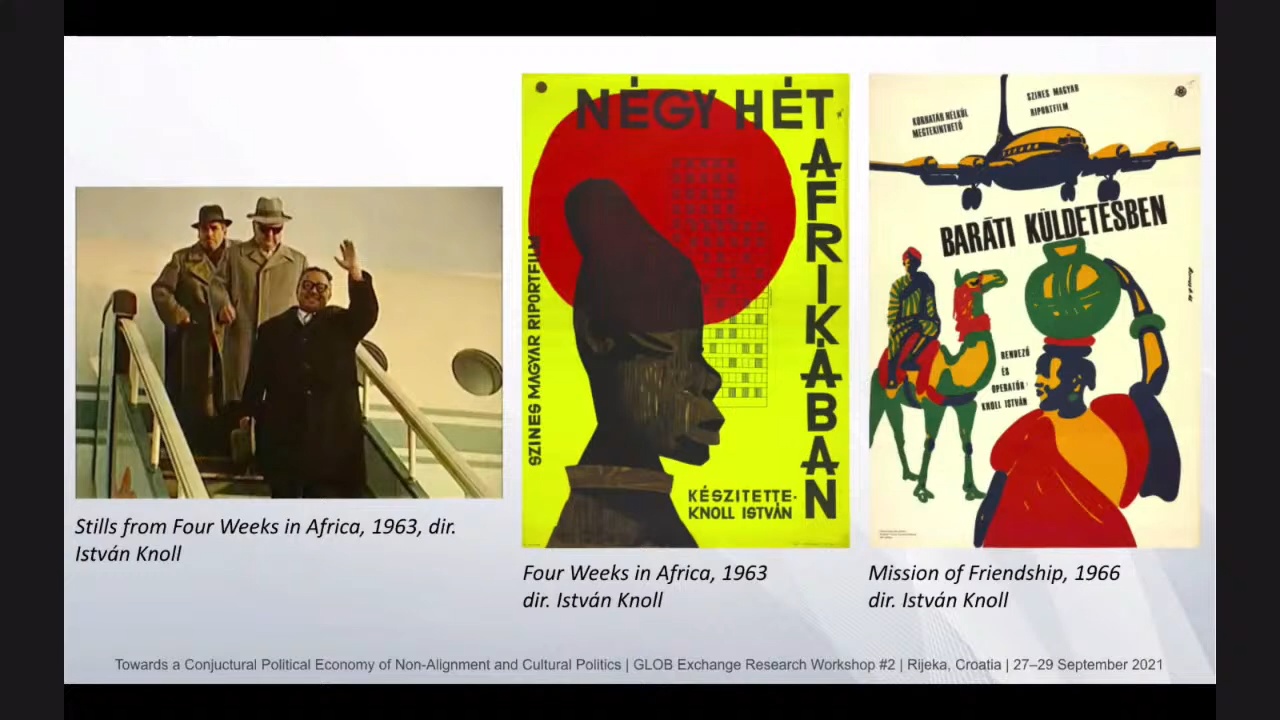 Stills from Four Weeks in Africa, 1963, dir.
István Knoll
NÉGY HÉT
AFRIKÁBAN
SZINES MAGYAR RIPORTFILM
KÉSZITETTE·
KNOLL ISTVÁN
Four Weeks in Africa, 1963
dir. István Knoll
KORHATÁR NÉLKÜL
MEGTEKINTHETŐ
SZINES MAGYAR
RIPORTFILM
BARÁTI KÜLDETÉSBEN
RENDEZŐ
ÉS
OPERATŐR·
KNOLL ISTVÁN
Mission of Friendship, 1966
dir. István Knoll
Towards a Conjuctural Political Economy of Non-Alignment and Cultural Politics | GLOB Exchange Research Workshop #2 | Rijeka, Croatia | 27–29 September 2021